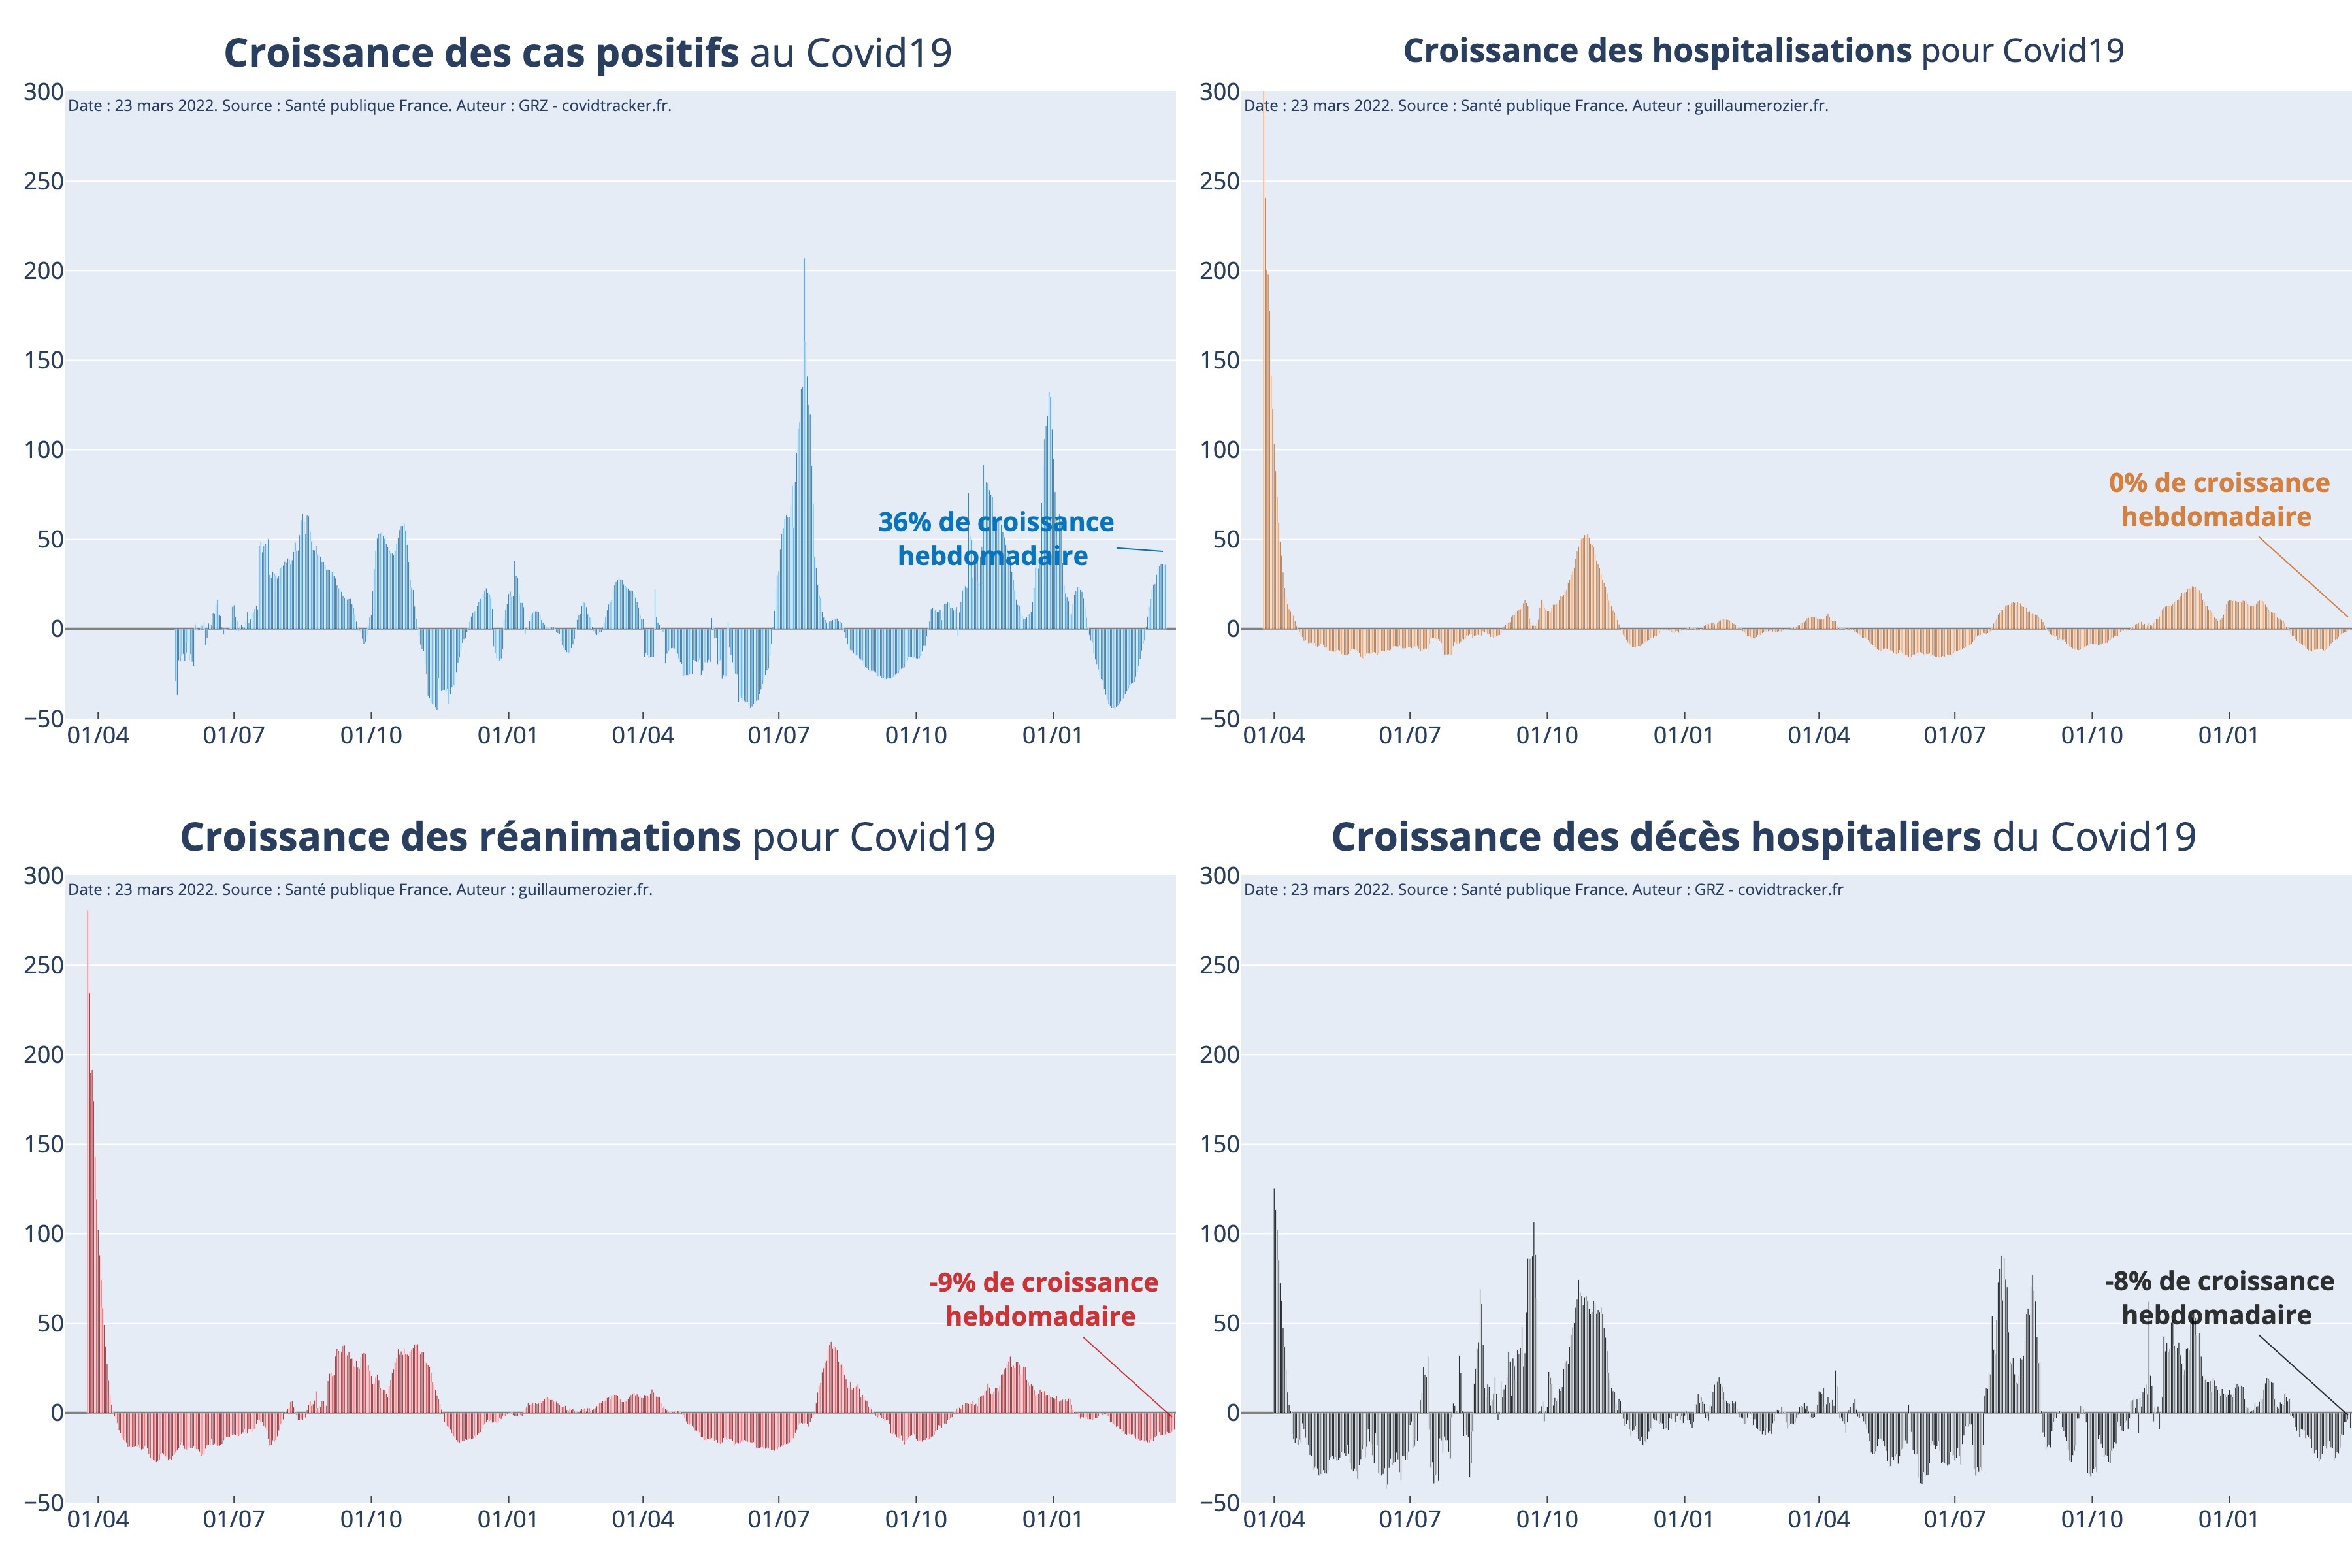 Croissance des cas positifs au Covid19
Date : 23 mars 2022. Source : Santé publique France. Auteur : GRZ - covidtracker.fr.
300
250
200
150
100
50
0
−50
36% de croissance
hebdomadaire
01/04 01/07 01/10 01/01 01/04 01/07 01/10 01/01
Croissance des hospitalisations pour Covid19
Date : 23 mars 2022. Source : Santé publique France. Auteur : guillaumerozier.fr.
300
250
200
150
100
50
0
−50
0% de croissance
hebdomadaire
01/04 01/07 01/10 01/01 01/04 01/07 01/10 01/01
Croissance des réanimations pour Covid19
Date : 23 mars 2022. Source : Santé publique France. Auteur : guillaumerozier.fr.
300
250
200
150
100
50
0
−50
-9% de croissance
hebdomadaire
01/04 01/07 01/10 01/01 01/04 01/07 01/10 01/01
Croissance des décès hospitaliers du Covid19
Date : 23 mars 2022. Source : Santé publique France. Auteur : GRZ - covidtracker.fr
300
250
200
150
100
50
0
−50
-8% de croissance
hebdomadaire
01/04 01/07 01/10 01/01 01/04 01/07 01/10 01/01